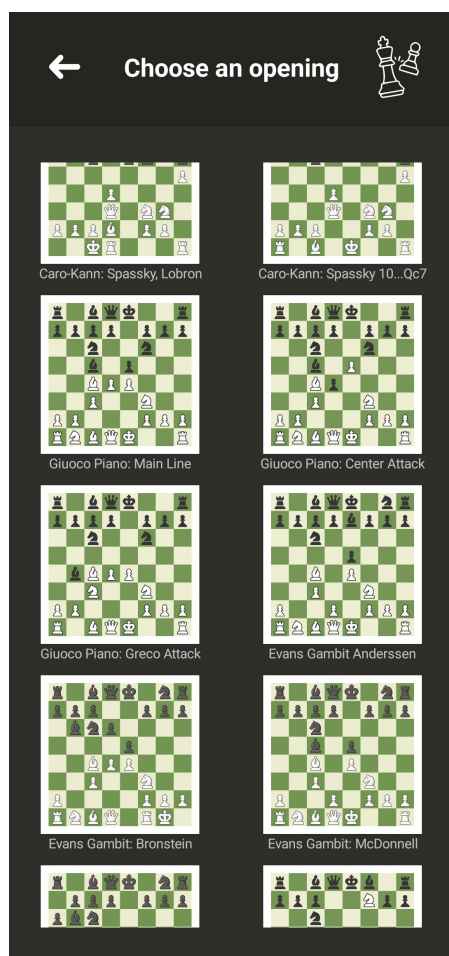 Choose an opening
Caro-Kann: Spassky, Lobron
Caro-Kann: Spassky 10...Qc7
Giuoco Piano: Main Line
Giuoco Piano: Center Attack
Giuoco Piano: Greco Attack
Evans Gambit Anderssen
Evans Gambit: Bronstein
Evans Gambit: McDonnell